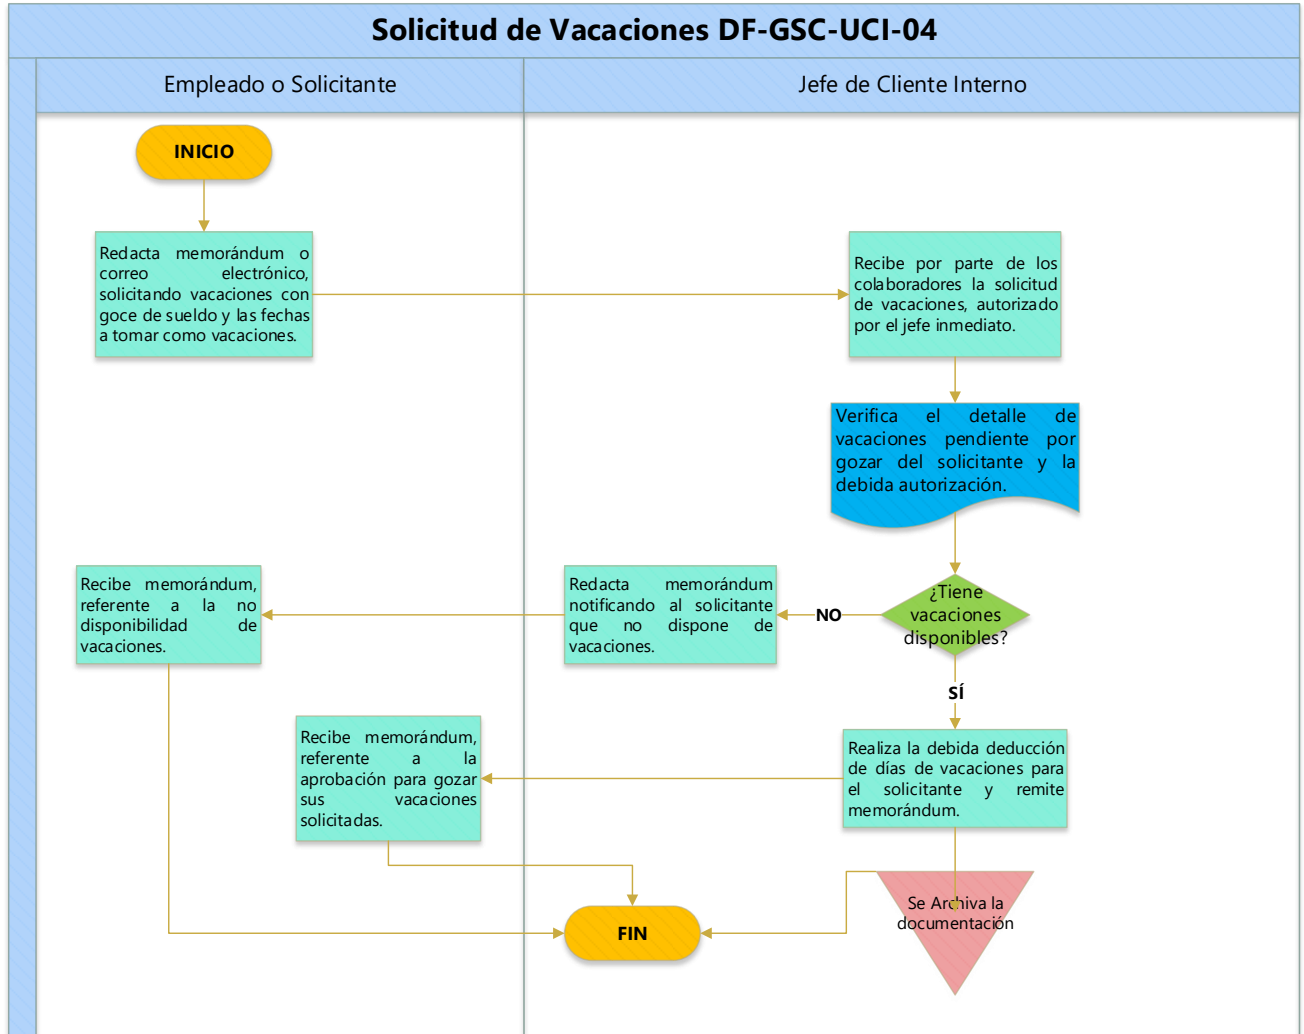 Solicitud de Vacaciones DF-GSC-UCI-04
Empleado o Solicitante
Jefe de Cliente Interno
INICIO
Redacta memorándum o
correo electrónico,
solicitando vacaciones con
goce de sueldo y las fechas
a tomar como vacaciones.
Recibe por parte de los
colaboradores la solicitud
de vacaciones, autorizado
por el jefe inmediato.
Verifica el detalle de
vacaciones pendiente por
gozar del solicitante y la
debida autorización.
¿Tiene
vacaciones
disponibles?
NO
Redacta memorándum
notificando al solicitante
que no dispone de
vacaciones.
Recibe memorándum,
referente a la no
disponibilidad de
vacaciones.
SÍ
Realiza la debida deducción
de días de vacaciones para
el solicitante y remite
memorándum.
Recibe memorándum,
referente a la
aprobación para gozar
sus vacaciones
solicitadas.
Se Archiva la
documentación
FIN